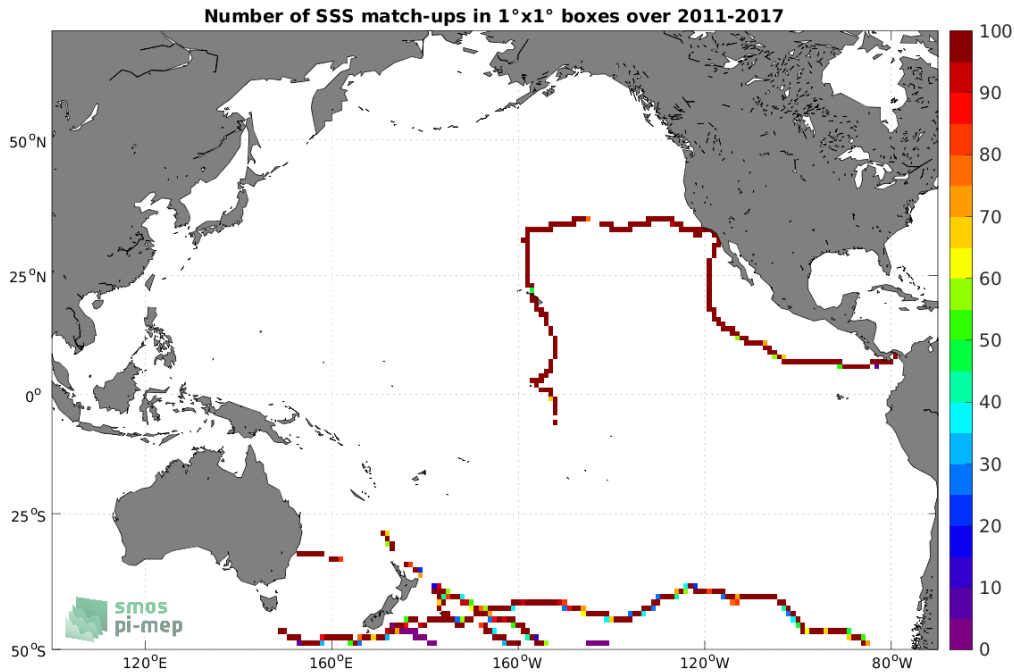 Number of SSS match-ups in 1°x1° boxes over 2011-2017
50°N
25°N
0°
25°S
50°S
120°E
160°E
160°W
120°W
80°W
100
90
80
70
60
50
40
30
20
10
0
smos
pi-mep